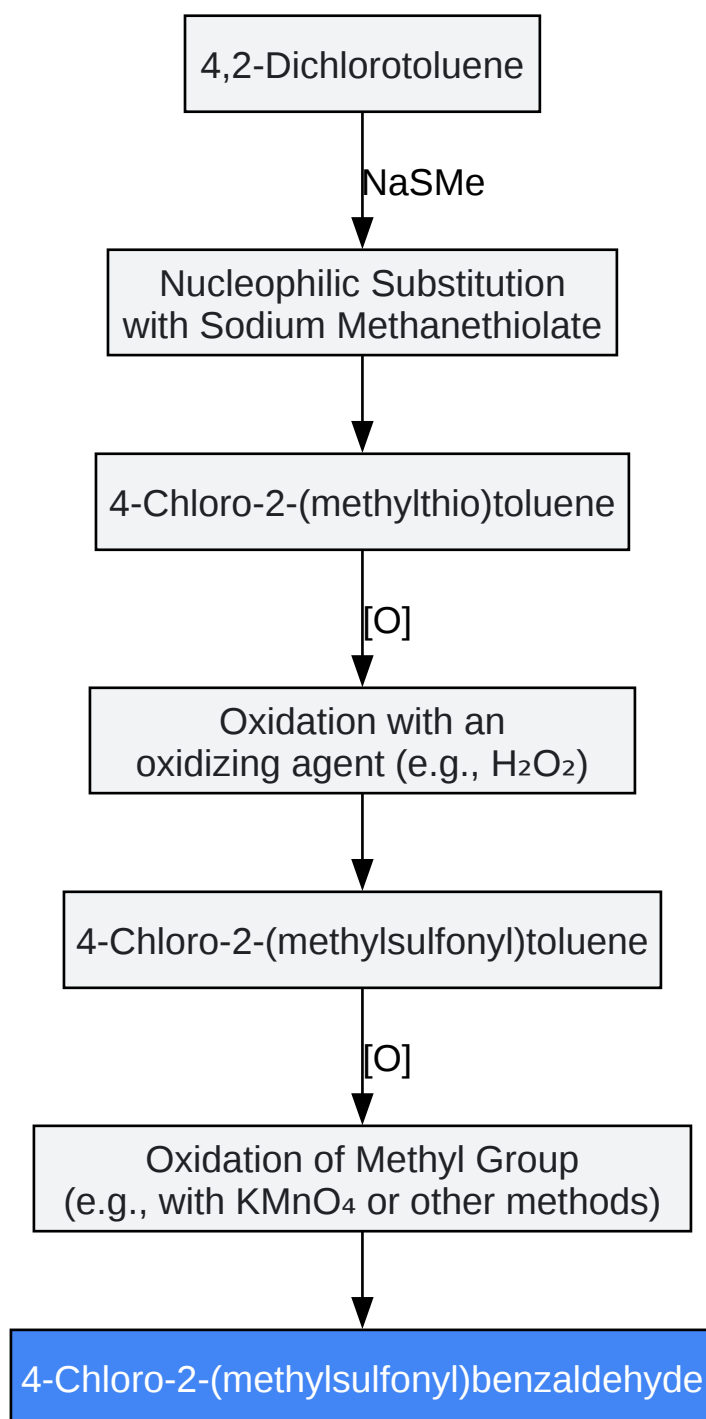 4,2-Dichlorotoluene
NaSMe
Nucleophilic Substitution
with Sodium Methanethiolate
4-Chloro-2-(methylthio)toluene
[O]
Oxidation with an
oxidizing agent (e.g., H₂O₂)
4-Chloro-2-(methylsulfonyl)toluene
[O]
Oxidation of Methyl Group
(e.g., with KMnO₄ or other methods)
4-Chloro-2-(methylsulfonyl)benzaldehyde